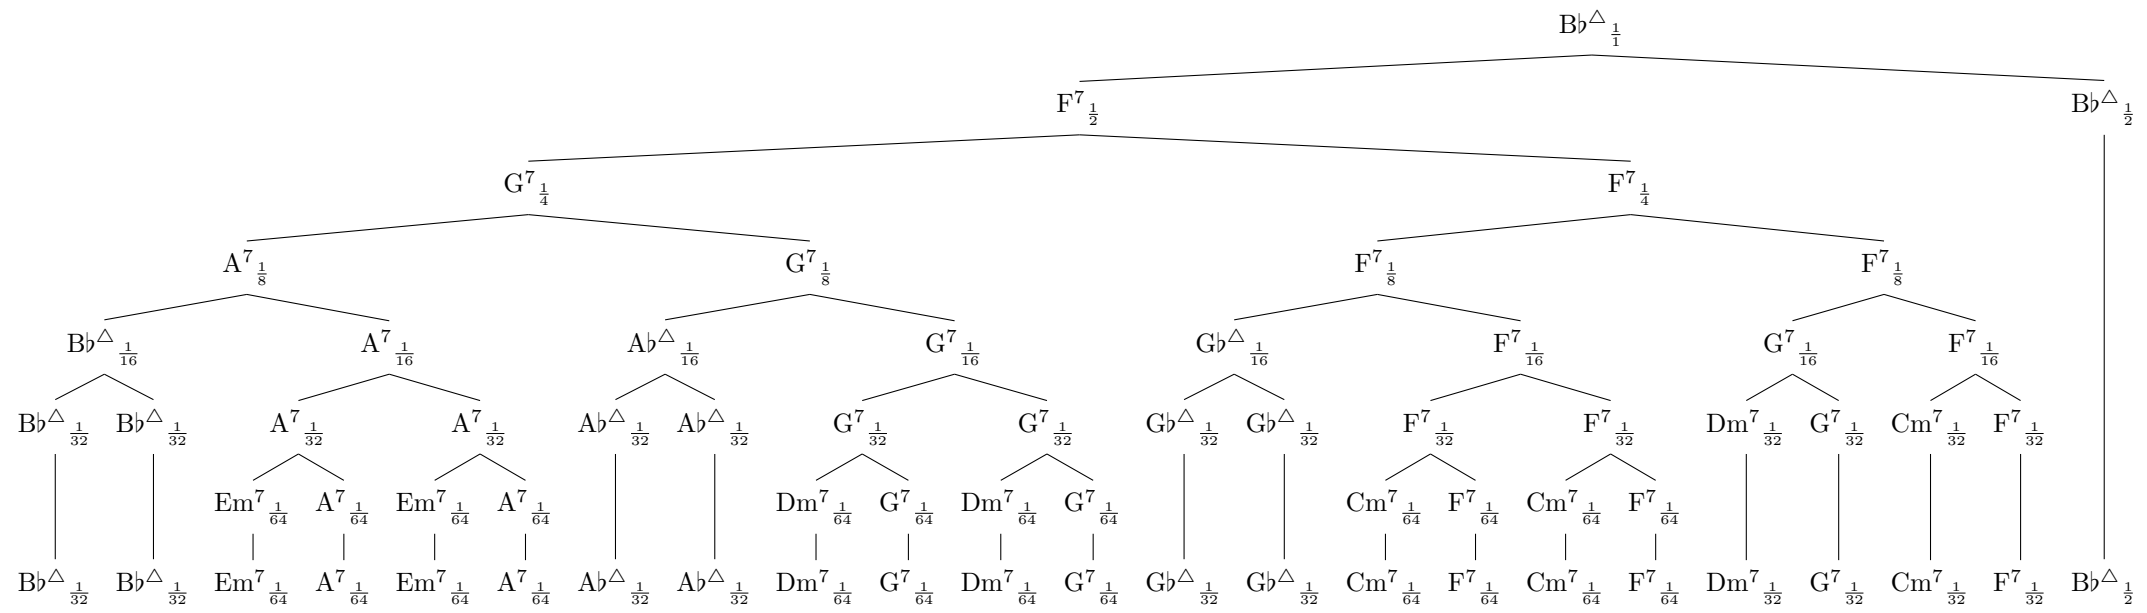 B♭△ 1/1
F7 1/2 B♭△ 1/2
G7 1/4 F7 1/4
A7 1/8 G7 1/8 F7 1/8 F7 1/8
B♭△ 1/16 A7 1/16 A♭△ 1/16 G7 1/16 G♭△ 1/16 F7 1/16 G7 1/16 F7 1/16
B♭△ 1/32 B♭△ 1/32 A7 1/32 A7 1/32 A♭△ 1/32 A♭△ 1/32 G7 1/32 G7 1/32 G♭△ 1/32 G♭△ 1/32 F7 1/32 F7 1/32 Dm7 1/32 G7 1/32 Cm7 1/32 F7 1/32
Em7 1/64 A7 1/64 Em7 1/64 A7 1/64 Dm7 1/64 G7 1/64 Dm7 1/64 G7 1/64 Cm7 1/64 F7 1/64 Cm7 1/64 F7 1/64
B♭△ 1/32 B♭△ 1/32 Em7 1/64 A7 1/64 Em7 1/64 A7 1/64 A♭△ 1/32 A♭△ 1/32 Dm7 1/64 G7 1/64 Dm7 1/64 G7 1/64 G♭△ 1/32 G♭△ 1/32 Cm7 1/64 F7 1/64 Cm7 1/64 F7 1/64 Dm7 1/32 G7 1/32 Cm7 1/32 F7 1/32 B♭△ 1/2